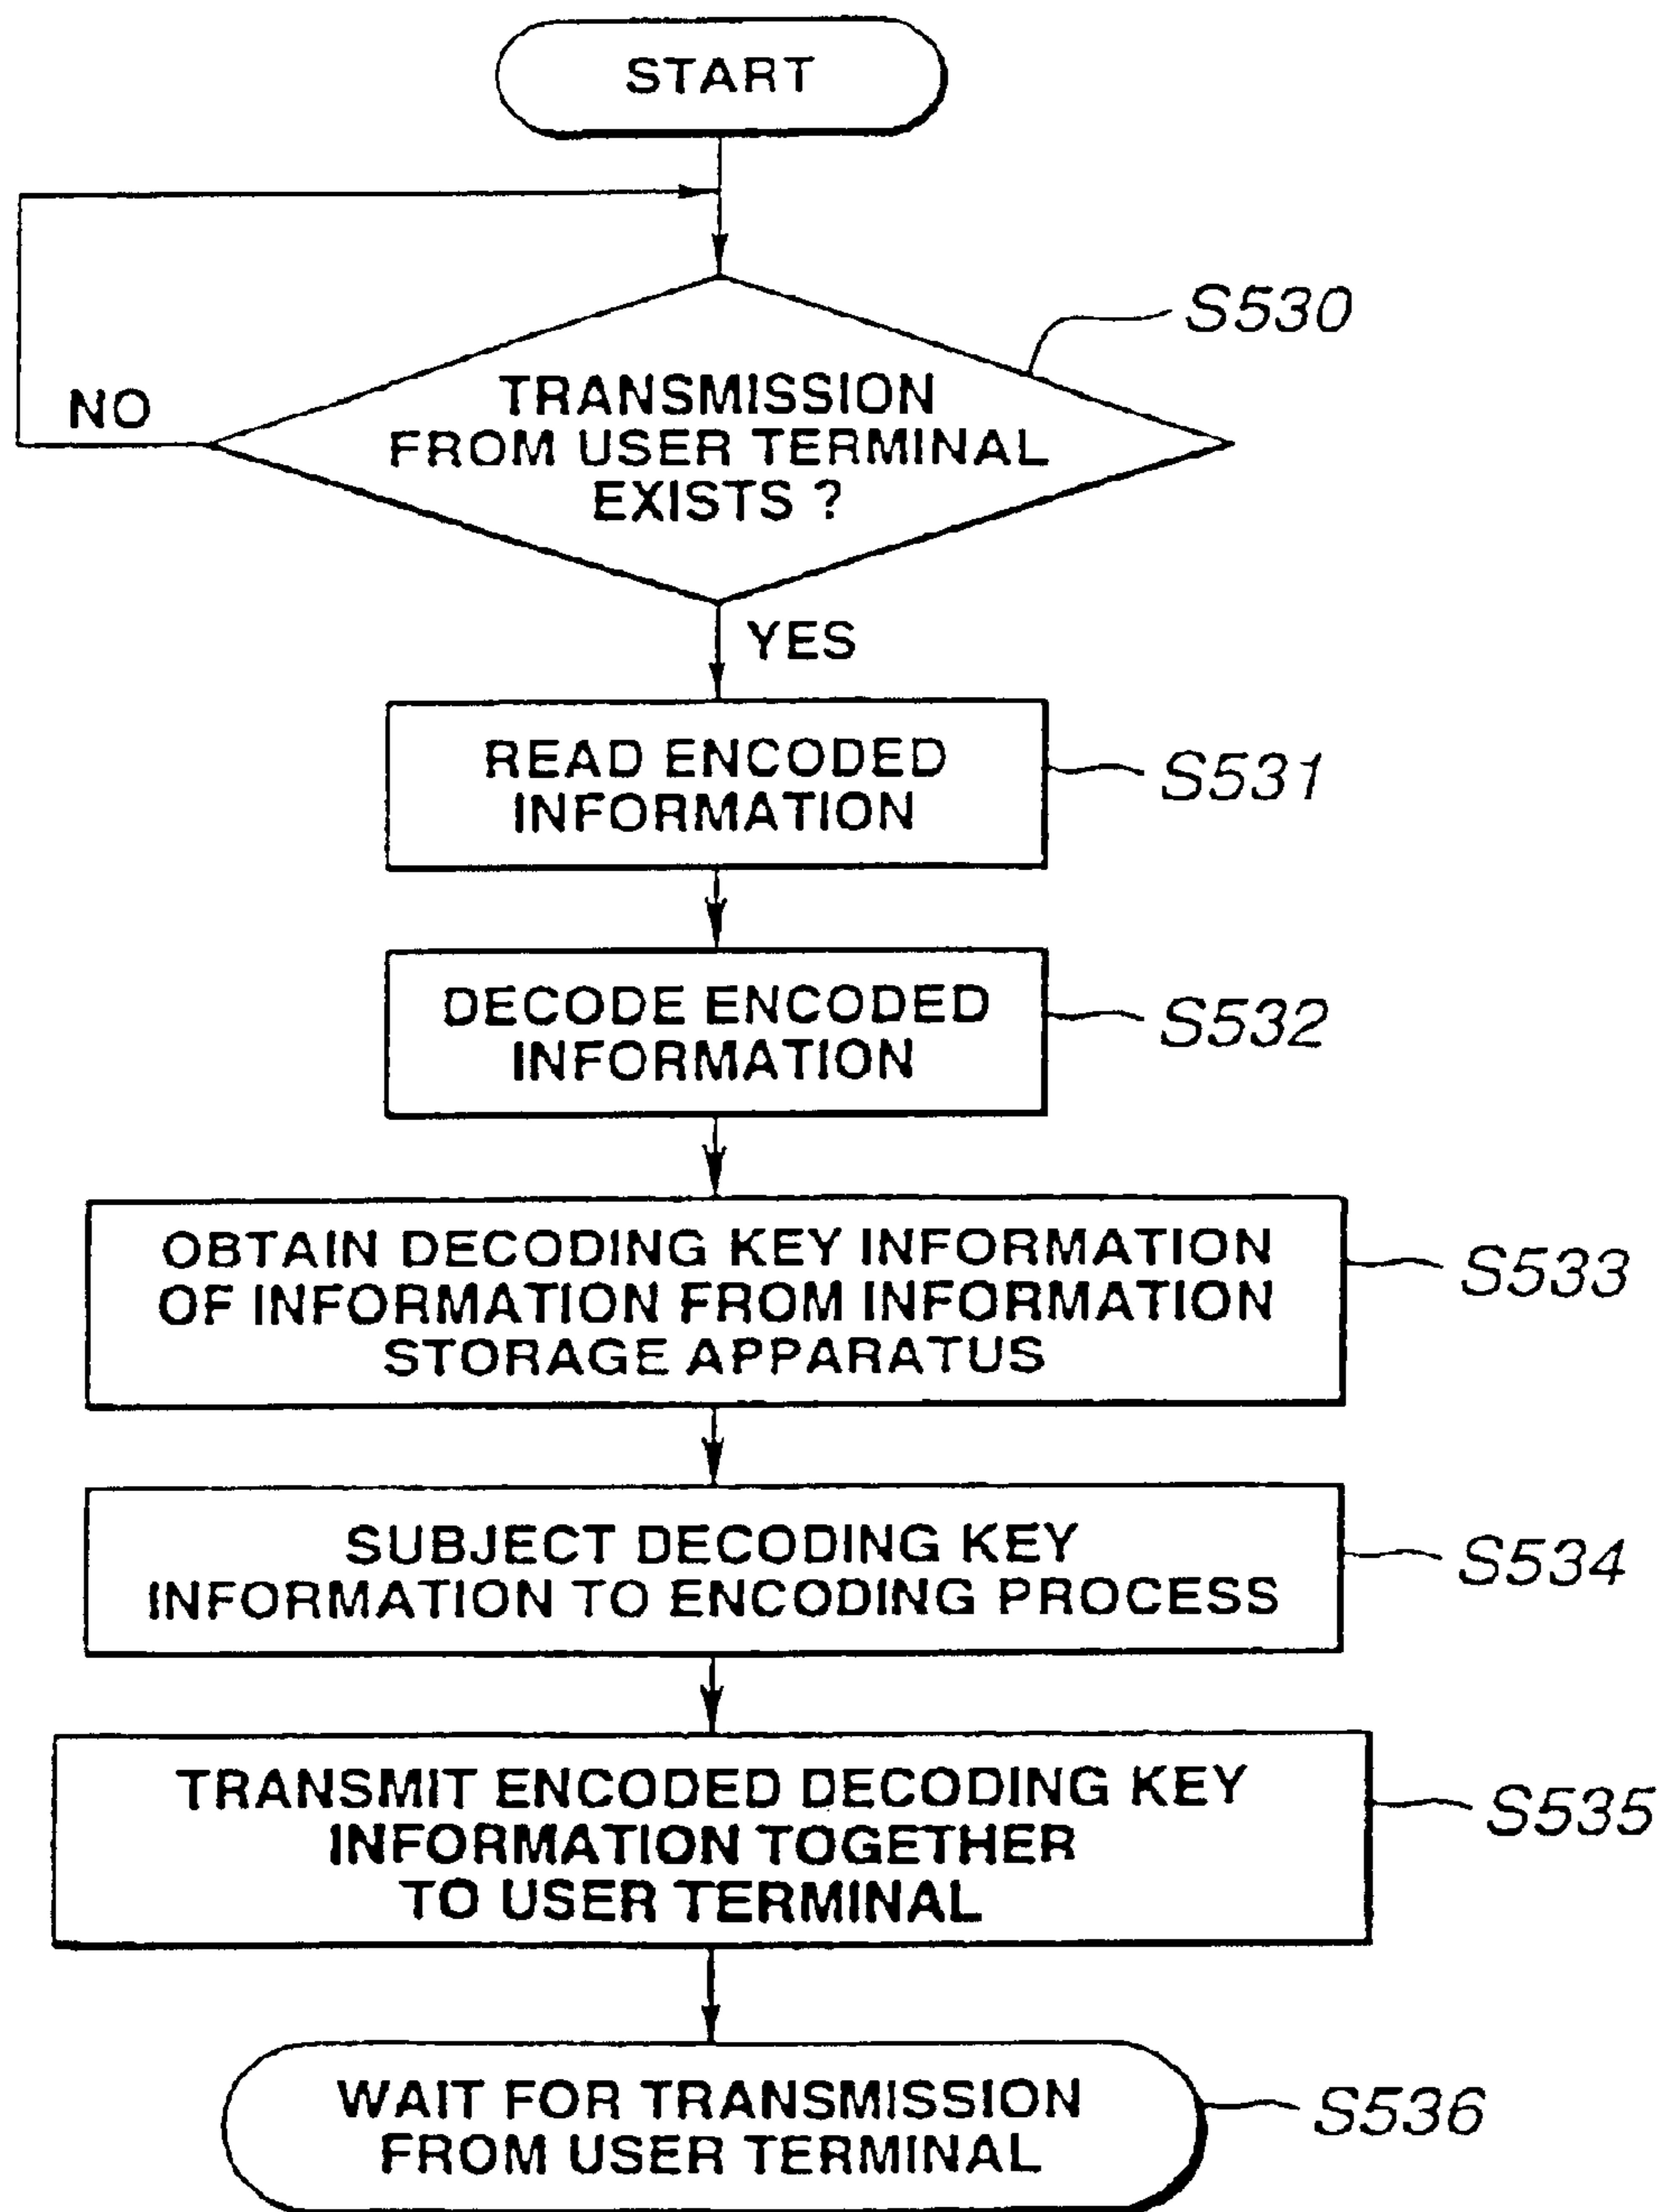 START
S530
NO
TRANSMISSION
FROM USER TERMINAL
EXISTS ?
YES
READ ENCODED
INFORMATION
S531
DECODE ENCODED
INFORMATION
S532
OBTAIN DECODING KEY INFORMATION
OF INFORMATION FROM INFORMATION
STORAGE APPARATUS
S533
SUBJECT DECODING KEY
INFORMATION TO ENCODING PROCESS
S534
TRANSMIT ENCODED DECODING KEY
INFORMATION TOGETHER
TO USER TERMINAL
S535
WAIT FOR TRANSMISSION
FROM USER TERMINAL
S536